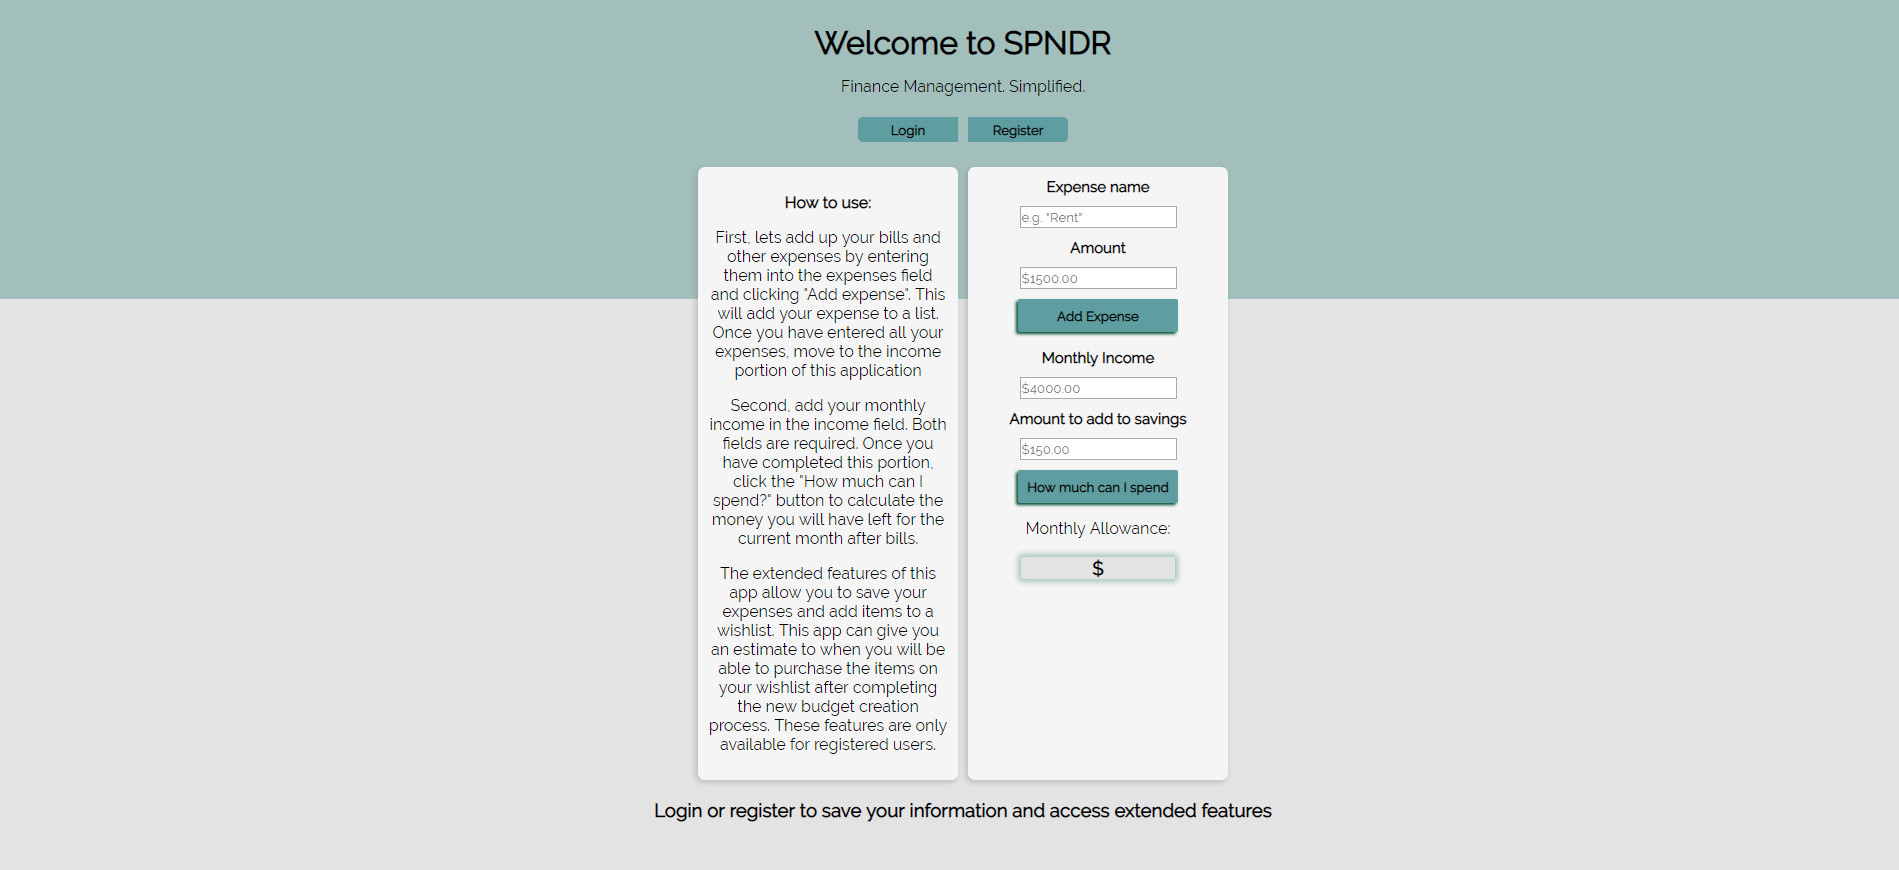 Welcome to SPNDR
Finance Management. Simplified.
Login
Register
How to use:
First, lets add up your bills and
other expenses by entering
them into the expenses field
and clicking "Add expense". This
will add your expense to a list.
Once you have entered all your
expenses, move to the income
portion of this application
Second, add your monthly
income in the income field. Both
fields are required. Once you
have completed this portion,
click the "How much can I
spend?" button to calculate the
money you will have left for the
current month after bills.
The extended features of this
app allow you to save your
expenses and add items to a
wishlist. This app can give you
an estimate to when you will be
able to purchase the items on
your wishlist after completing
the new budget creation
process. These features are only
available for registered users.
Expense name
e.g. "Rent"
Amount
$1500.00
Add Expense
Monthly Income
$4000.00
Amount to add to savings
$150.00
How much can I spend
Monthly Allowance:
$
Login or register to save your information and access extended features